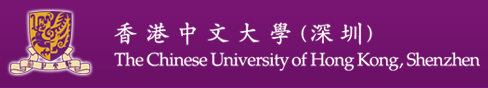 香港中文大學(深圳)
The Chinese University of Hong Kong, Shenzhen